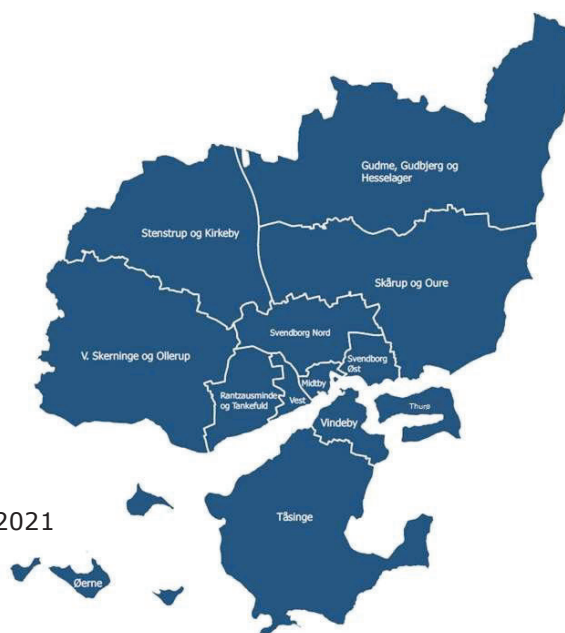 Gudme, Gudbjerg og
Hesselager
Stenstrup og Kirkeby
Skårup og Oure
Svendborg Nord
V. Skerninge og Ollerup
Svendborg
Øst
Midtby
Rantzausminde
og Tankefuld
Vest
Thurø
Vindeby
Tåsinge
2021
Øerne